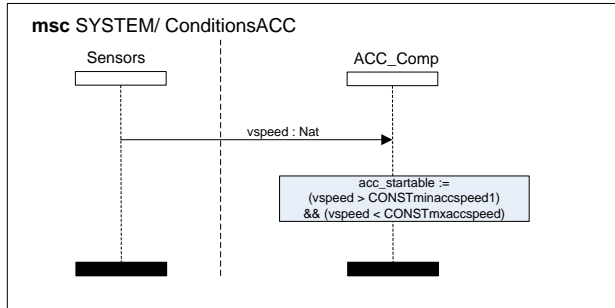 msc SYSTEM/ ConditionsACC
Sensors
ACC_Comp
vspeed : Nat
acc_startable :=
(vspeed > CONSTminaccspeed1)
&& (vspeed < CONSTmxaccspeed)